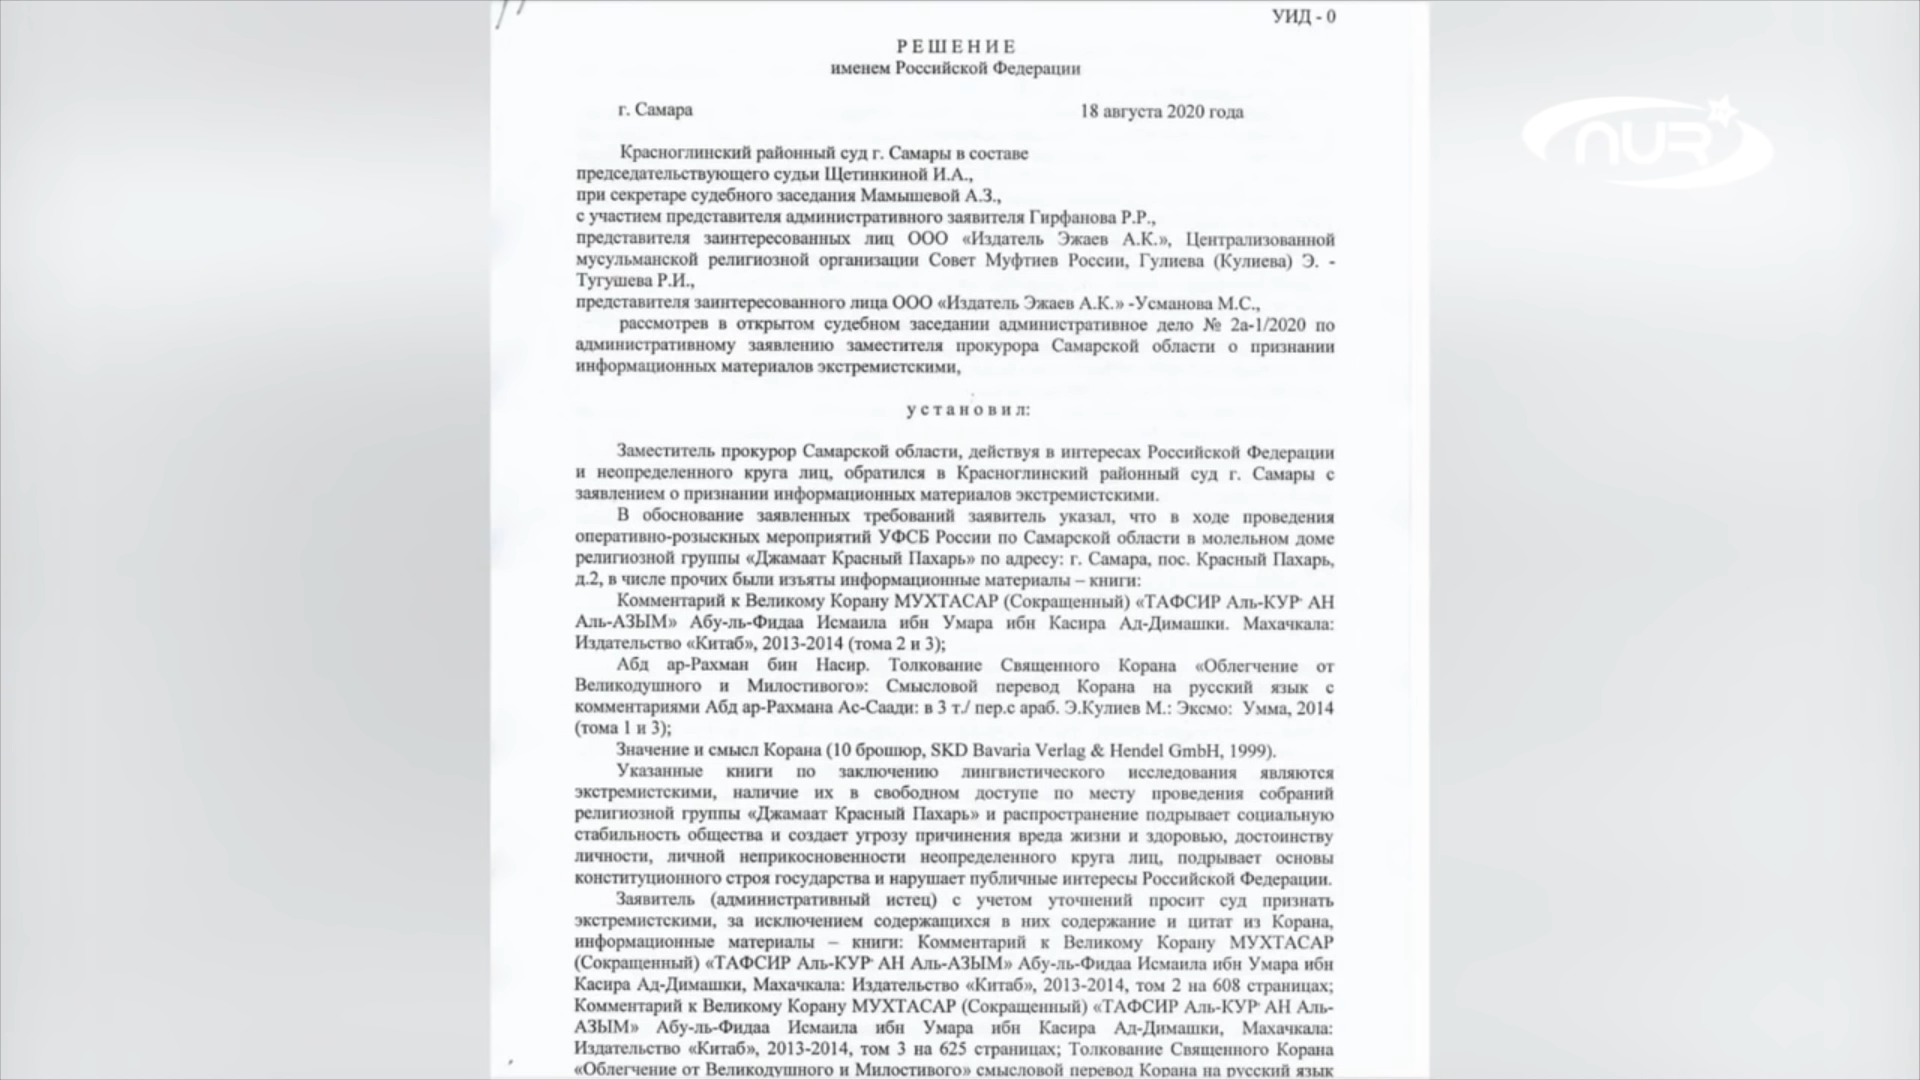 УИД - 0
РЕШЕНИЕ
именем Российской Федерации
г. Самара 18 августа 2020 года
NUR
Красноглинский районный суд г. Самары в составе
председательствующего судьи Щетинкиной И.А.,
при секретаре судебного заседания Мамышевой А.З.,
с участием представителя административного заявителя Гирфанова Р.Р.,
представителя заинтересованных лиц ООО «Издатель Эжаев А.К.», Централизованной
мусульманской религиозной организации Совет Муфтиев России, Гулиева (Кулиева) Э. -
Тугушева Р.И.,
представителя заинтересованного лица ООО «Издатель Эжаев А.К.» -Усманова М.С.,
рассмотрев в открытом судебном заседании административное дело № 2а-1/2020 по
административному заявлению заместителя прокурора Самарской области о признании
информационных материалов экстремистскими,
установил:
Заместитель прокурор Самарской области, действуя в интересах Российской Федерации
и неопределенного круга лиц, обратился в Красноглинский районный суд г. Самары с
заявлением о признании информационных материалов экстремистскими.
В обоснование заявленных требований заявитель указал, что в ходе проведения
оперативно-розыскных мероприятий УФСБ России по Самарской области в молельном доме
религиозной группы «Джамаат Красный Пахарь» по адресу: г. Самара, пос. Красный Пахарь,
д.2, в числе прочих были изъяты информационные материалы – книги:
Комментарий к Великому Корану МУХТАСАР (Сокращенный) «ТАФСИР Аль-КУР' АН
Аль-АЗЫМ» Абу-ль-Фидаа Исмаила ибн Умара ибн Касира Ад-Димашки. Махачкала:
Издательство «Китаб», 2013-2014 (тома 2 и 3);
Абд ар-Рахман бин Насир. Толкование Священного Корана «Облегчение от
Великодушного и Милостивого»: Смысловой перевод Корана на русский язык с
комментариями Абд ар-Рахмана Ас-Саади: в 3 т./ пер.с араб. Э.Кулиев М.: Эксмо: Умма, 2014
(тома 1 и 3);
Значение и смысл Корана (10 брошюр, SKD Bavaria Verlag & Hendel GmbH, 1999).
Указанные книги по заключению лингвистического исследования являются
экстремистскими, наличие их в свободном доступе по месту проведения собраний
религиозной группы «Джамаат Красный Пахарь» и распространение подрывает социальную
стабильность общества и создает угрозу причинения вреда жизни и здоровью, достоинству
личности, личной неприкосновенности неопределенного круга лиц, подрывает основы
конституционного строя государства и нарушает публичные интересы Российской Федерации.
Заявитель (административный истец) с учетом уточнений просит суд признать
экстремистскими, за исключением содержащихся в них содержание и цитат из Корана,
информационные материалы – книги: Комментарий к Великому Корану МУХТАСАР
(Сокращенный) «ТАФСИР Аль-КУР' АН Аль-АЗЫМ» Абу-ль-Фидаа Исмаила ибн Умара ибн
Касира Ад-Димашки, Махачкала: Издательство «Китаб», 2013-2014, том 2 на 608 страницах;
Комментарий к Великому Корану МУХТАСАР (Сокращенный) «ТАФСИР Аль-КУР' АН Аль-
АЗЫМ» Абу-ль-Фидаа Исмаила ибн Умара ибн Касира Ад-Димашки, Махачкала:
Издательство «Китаб», 2013-2014, том 3 на 625 страницах; Толкование Священного Корана
«Облегчение от Великодушного и Милостивого» смысловой перевод Корана на русский язык